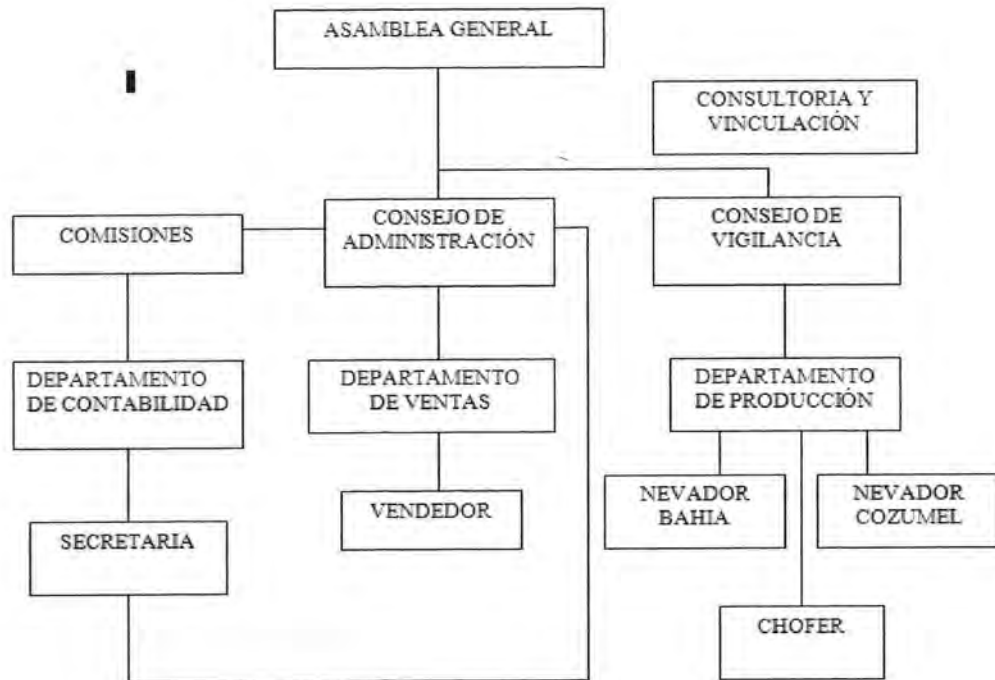 ASAMBLEA GENERAL
CONSULTORIA Y
VINCULACIÓN
COMISIONES
CONSEJO DE
ADMINISTRACIÓN
CONSEJO DE
VIGILANCIA
DEPARTAMENTO
DE CONTABILIDAD
DEPARTAMENTO
DE VENTAS
DEPARTAMENTO
DE PRODUCCIÓN
SECRETARIA
VENDEDOR
NEVADOR
BAHIA
NEVADOR
COZUMEL
CHOFER